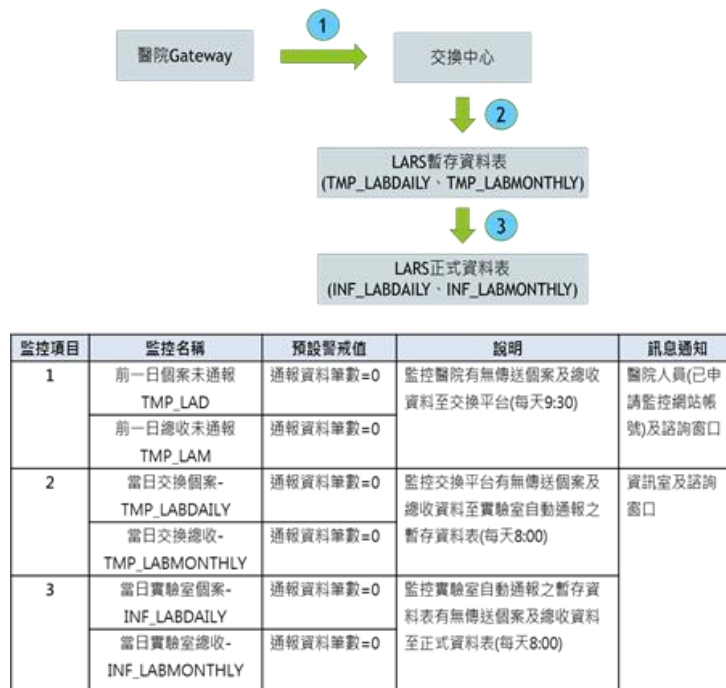 1
醫院Gateway
交換中心
2
LARS暫存資料表
(TMP_LABDAILY、TMP_LABMONTHLY)
3
LARS正式資料表
(INF_LABDAILY、INF_LABMONTHLY)
監控項目 監控名稱 預設警戒值 說明 訊息通知
1
前一日個案未通報
TMP_LAD
通報資料筆數=0
前一日總收未通報
TMP_LAM
通報資料筆數=0
監控醫院有無傳送個案及總收
資料至交換平台(每天9:30)
醫院人員(已申
請監控網站帳
號)及諮詢窗口
2
當日交換個案-
TMP_LABDAILY
通報資料筆數=0
當日交換總收-
TMP_LABMONTHLY
通報資料筆數=0
監控交換平台有無傳送個案及
總收資料至實驗室自動通報之
暫存資料表(每天8:00)
資訊室及諮詢
窗口
3
當日實驗室個案-
INF_LABDAILY
通報資料筆數=0
當日實驗室總收-
INF_LABMONTHLY
通報資料筆數=0
監控實驗室自動通報之暫存資
料表有無傳送個案及總收資料
至正式資料表(每天8:00)